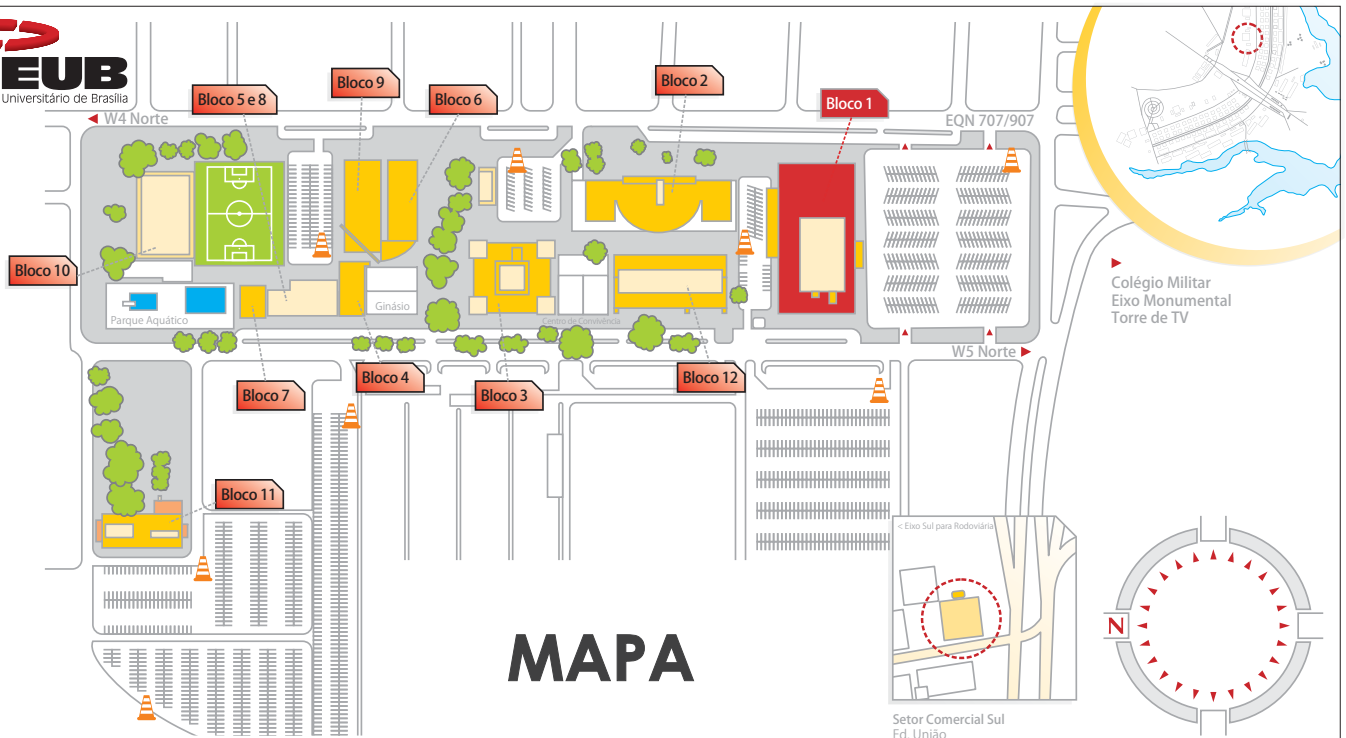 EUB
Universitário de Brasília
W4 Norte
Bloco 5 e 8
Bloco 9
Bloco 6
Bloco 2
Bloco 1
EQN 707/907
Bloco 10
Parque Aquático
Ginásio
Centro de Convivência
Colégio Militar
Eixo Monumental
Torre de TV
W5 Norte
Bloco 7
Bloco 4
Bloco 3
Bloco 12
Bloco 11
< Eixo Sul para Rodoviária
MAPA
N
Setor Comercial Sul
Ed. União